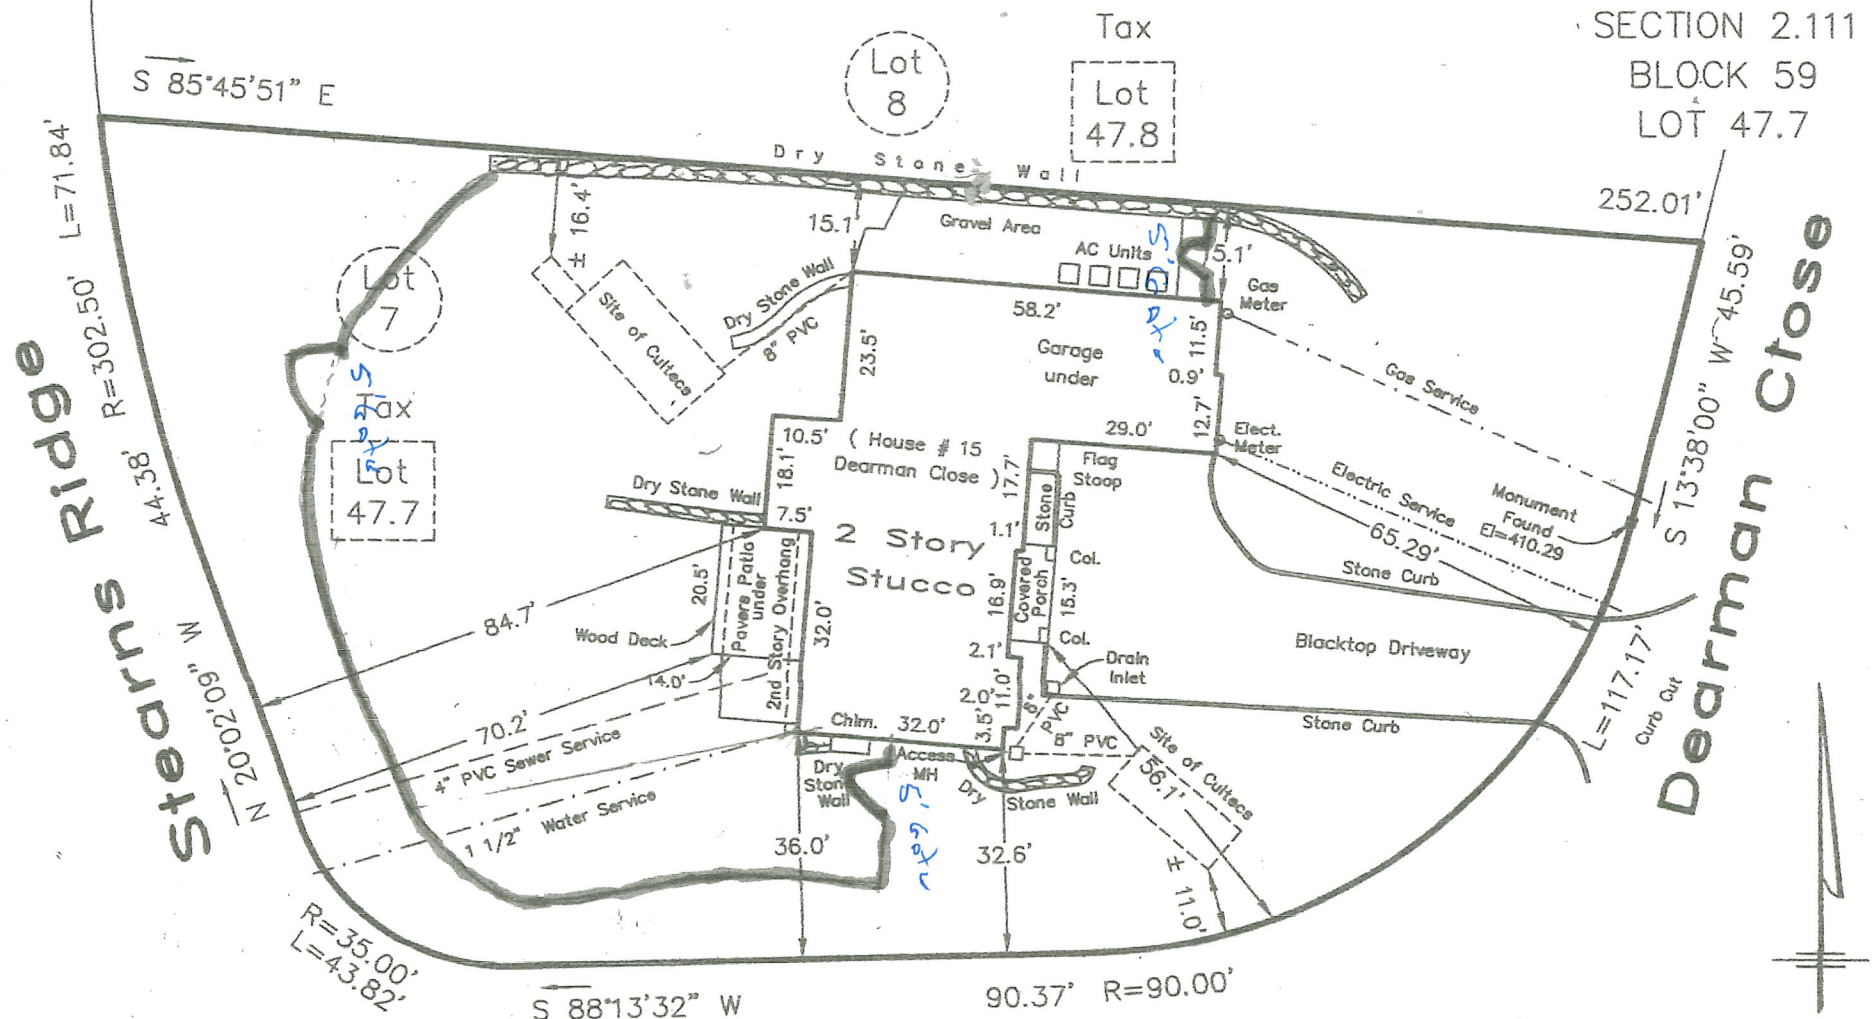 S 85°45'51" E
Lot
8
Tax
Lot
47.8
SECTION 2.111
BLOCK 59
LOT 47.7
252.01'
L=71.84'
R=302.50'
44.38'
N 20°02'09" W
Stearns Ridge
Dry Stone Wall
± 16.4'
15.1'
Gravel Area
AC Units
5.1'
Gas
Meter
Lot
7
Tax
Lot
47.7
Site of Cultecs
Dry Stone Wall
8" PVC
58.2'
23.5'
Garage
under
11.5'
0.9'
12.7'
Gas Service
S 13°38'00" W 45.59'
Dearman Close
10.5'
( House # 15
Dearman Close )
29.0'
Elect.
Meter
18.1'
17.7'
Flag
Stoop
Electric Service
Monument
Found
El=410.29
65.29'
Dry Stone Wall
7.5'
2 Story
Stucco
1.1'
Stone
Curb
Col.
Stone Curb
20.5'
Pavers Patio
under
2nd Story Overhang
32.0'
16.9'
Covered
Porch
15.3'
84.7'
Wood Deck
Col.
2.1'
Blacktop Driveway
14.0'
Drain
Inlet
2.0'
11.0'
8"
PVC
L=117.17'
Curb Cut
70.2'
4" PVC Sewer Service
Chim.
32.0'
3.5'
8" PVC
Stone Curb
Site of Cultecs
Access
MH
Dry
Stone
Wall
Dry
Stone Wall
56.1'
1 1/2" Water Service
36.0'
32.6'
± 11.0'
R=35.00'
L=43.82'
S 88°13'32" W
90.37'
R=90.00'